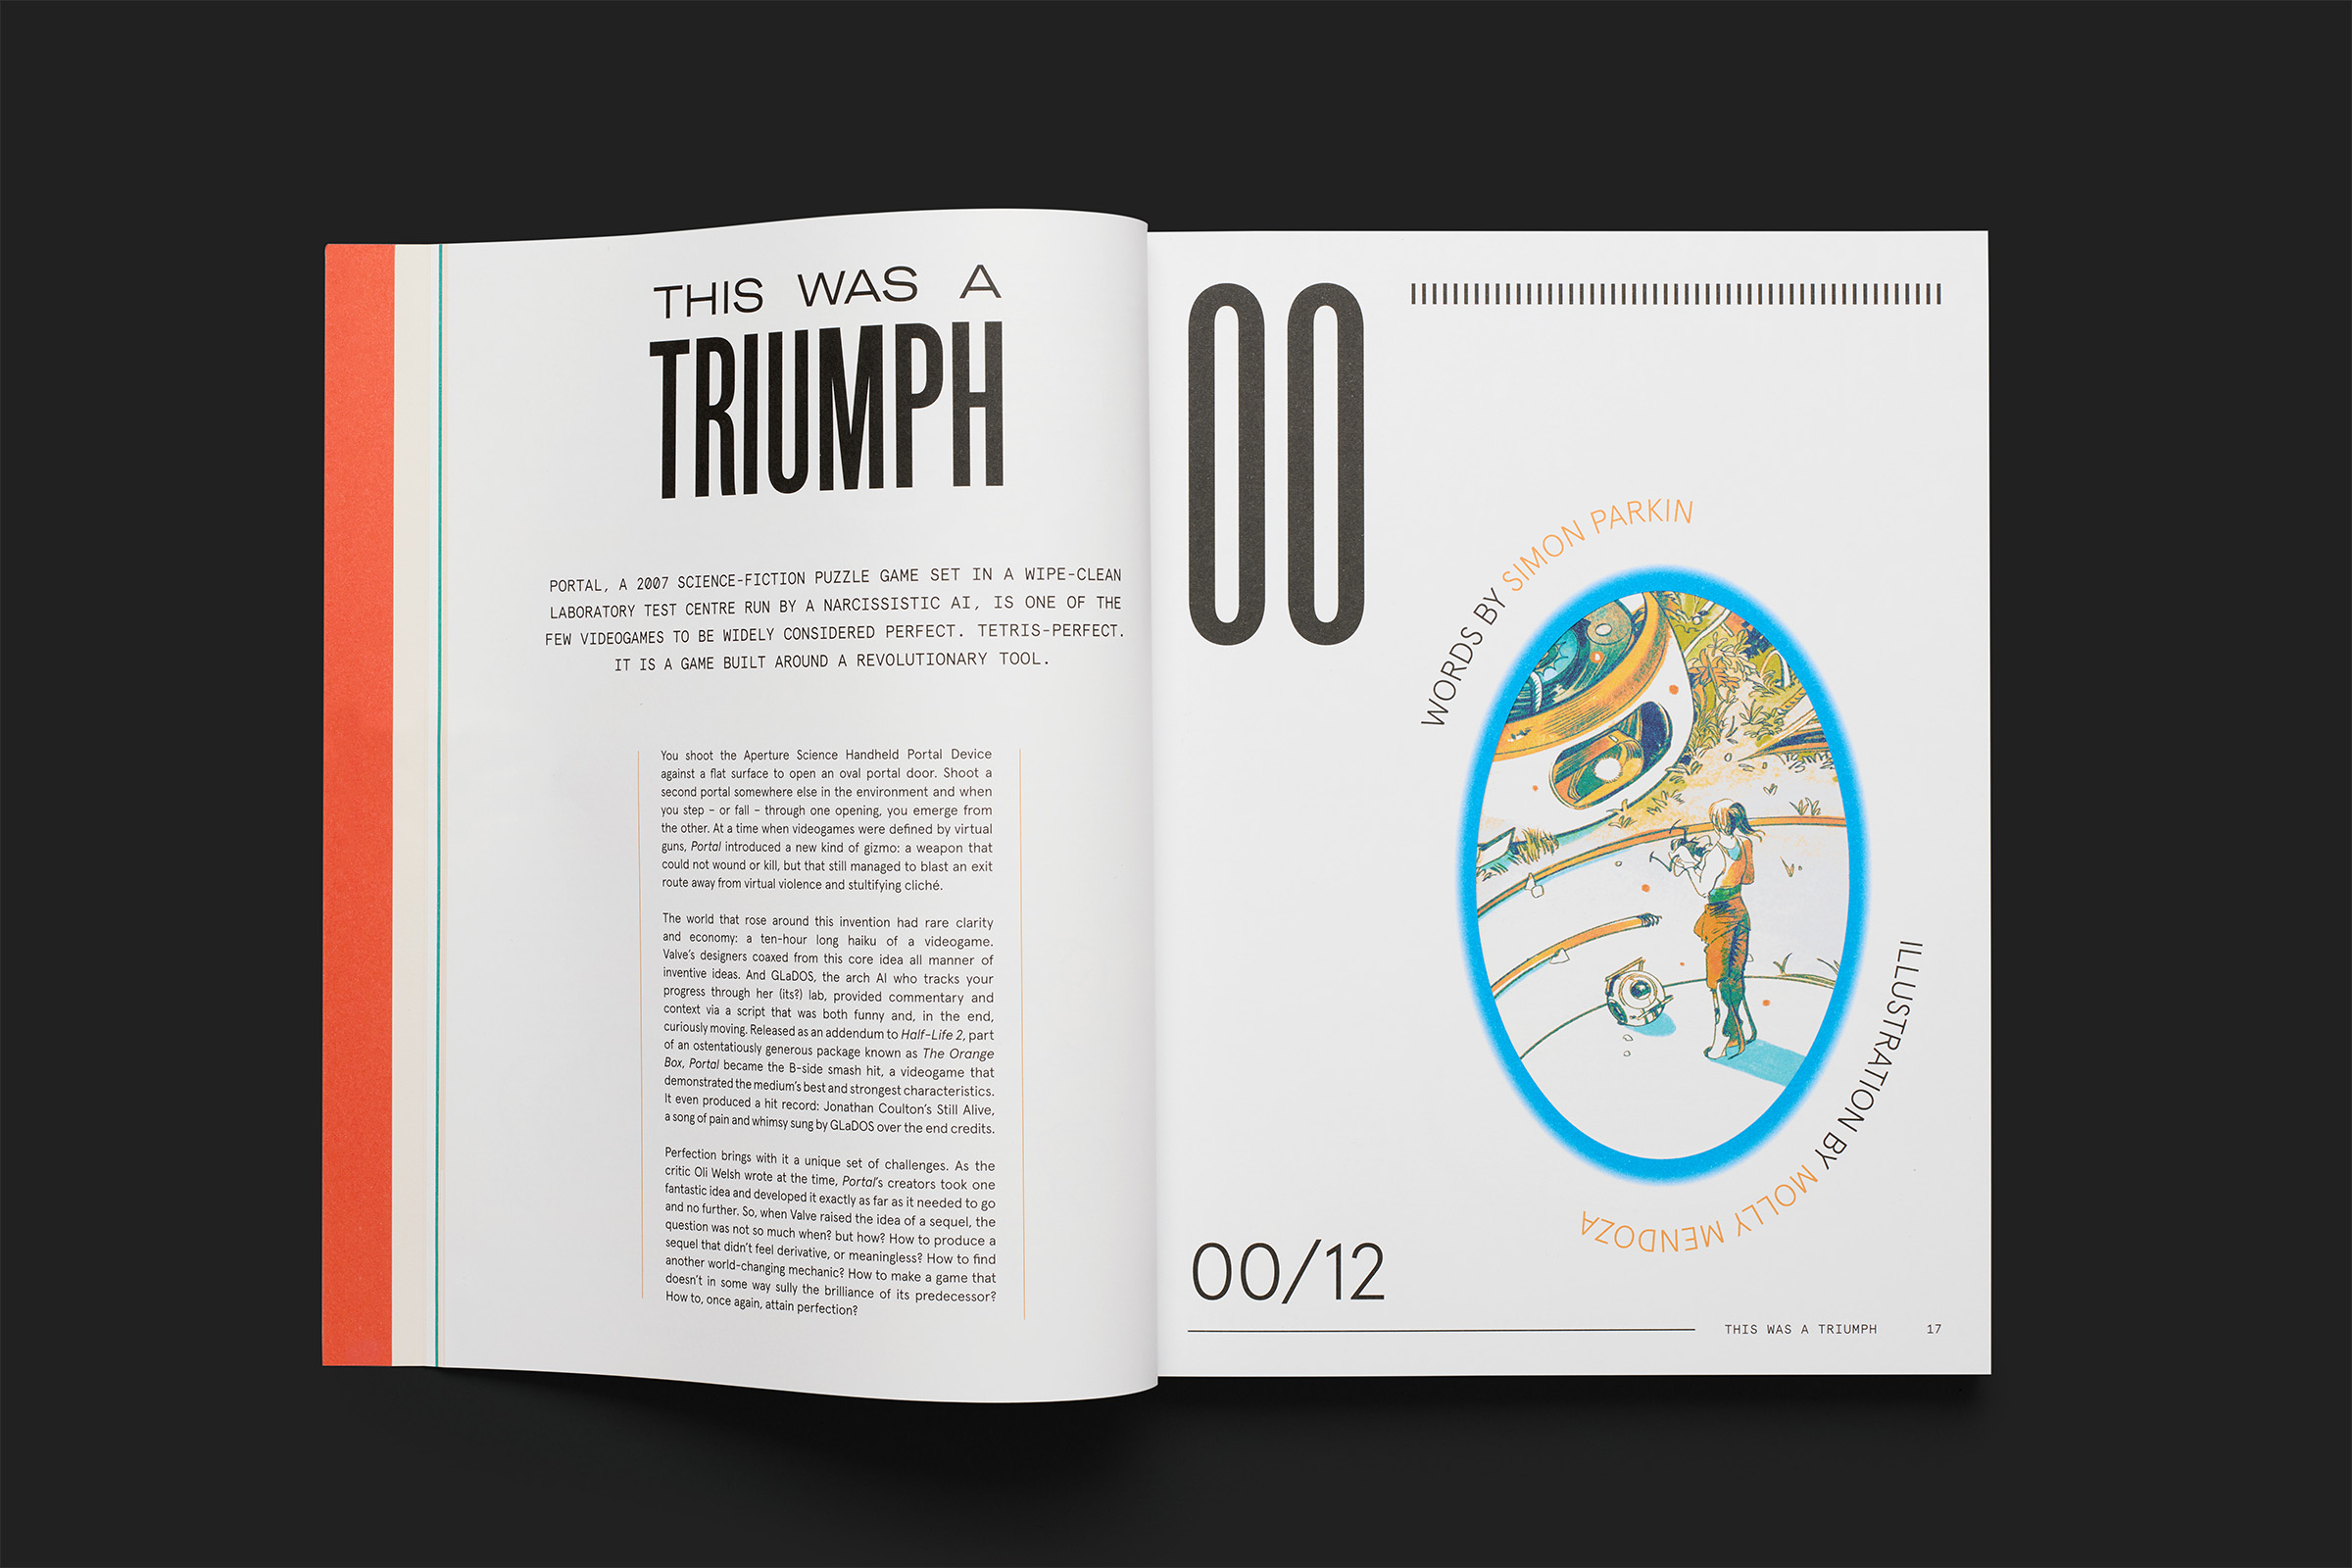 THIS WAS A
TRIUMPH
PORTAL, A 2007 SCIENCE-FICTION PUZZLE GAME SET IN A WIPE-CLEAN
LABORATORY TEST CENTRE RUN BY A NARCISSISTIC AI, IS ONE OF THE
FEW VIDEOGAMES TO BE WIDELY CONSIDERED PERFECT. TETRIS-PERFECT.
IT IS A GAME BUILT AROUND A REVOLUTIONARY TOOL.
You shoot the Aperture Science Handheld Portal Device
against a flat surface to open an oval portal door. Shoot a
second portal somewhere else in the environment and when
you step – or fall – through one opening, you emerge from
the other. At a time when videogames were defined by virtual
guns, Portal introduced a new kind of gizmo: a weapon that
could not wound or kill, but that still managed to blast an exit
route away from virtual violence and stultifying cliché.
The world that rose around this invention had rare clarity
and economy: a ten-hour long haiku of a videogame.
Valve's designers coaxed from this core idea all manner of
inventive ideas. And GLaDOS, the arch AI who tracks your
progress through her (its?) lab, provided commentary and
context via a script that was both funny and, in the end,
curiously moving. Released as an addendum to Half-Life 2, part
of an ostentatiously generous package known as The Orange
Box, Portal became the B-side smash hit, a videogame that
demonstrated the medium's best and strongest characteristics.
It even produced a hit record: Jonathan Coulton's Still Alive,
a song of pain and whimsy sung by GLaDOS over the end credits.
Perfection brings with it a unique set of challenges. As the
critic Oli Welsh wrote at the time, Portal's creators took one
fantastic idea and developed it exactly as far as it needed to go
and no further. So, when Valve raised the idea of a sequel, the
question was not so much when? but how? How to produce a
sequel that didn't feel derivative, or meaningless? How to find
another world-changing mechanic? How to make a game that
doesn't in some way sully the brilliance of its predecessor?
How to, once again, attain perfection?
00
WORDS BY SIMON PARKIN
ILLUSTRATION BY MOLLY MENDOZA
00/12
THIS WAS A TRIUMPH 17